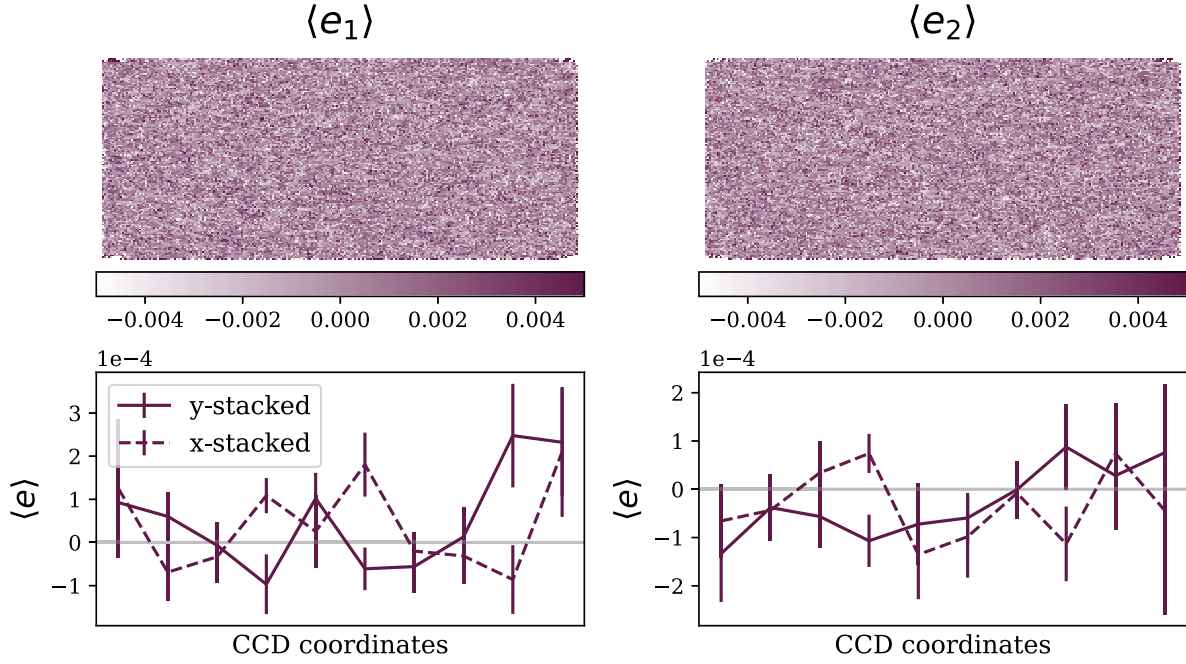 ⟨e₁⟩
⟨e₂⟩
−0.004 −0.002 0.000 0.002 0.004
−0.004 −0.002 0.000 0.002 0.004
1e−4
3
2
1
0
−1
⟨e⟩
y-stacked
x-stacked
CCD coordinates
1e−4
2
1
0
−1
−2
⟨e⟩
CCD coordinates